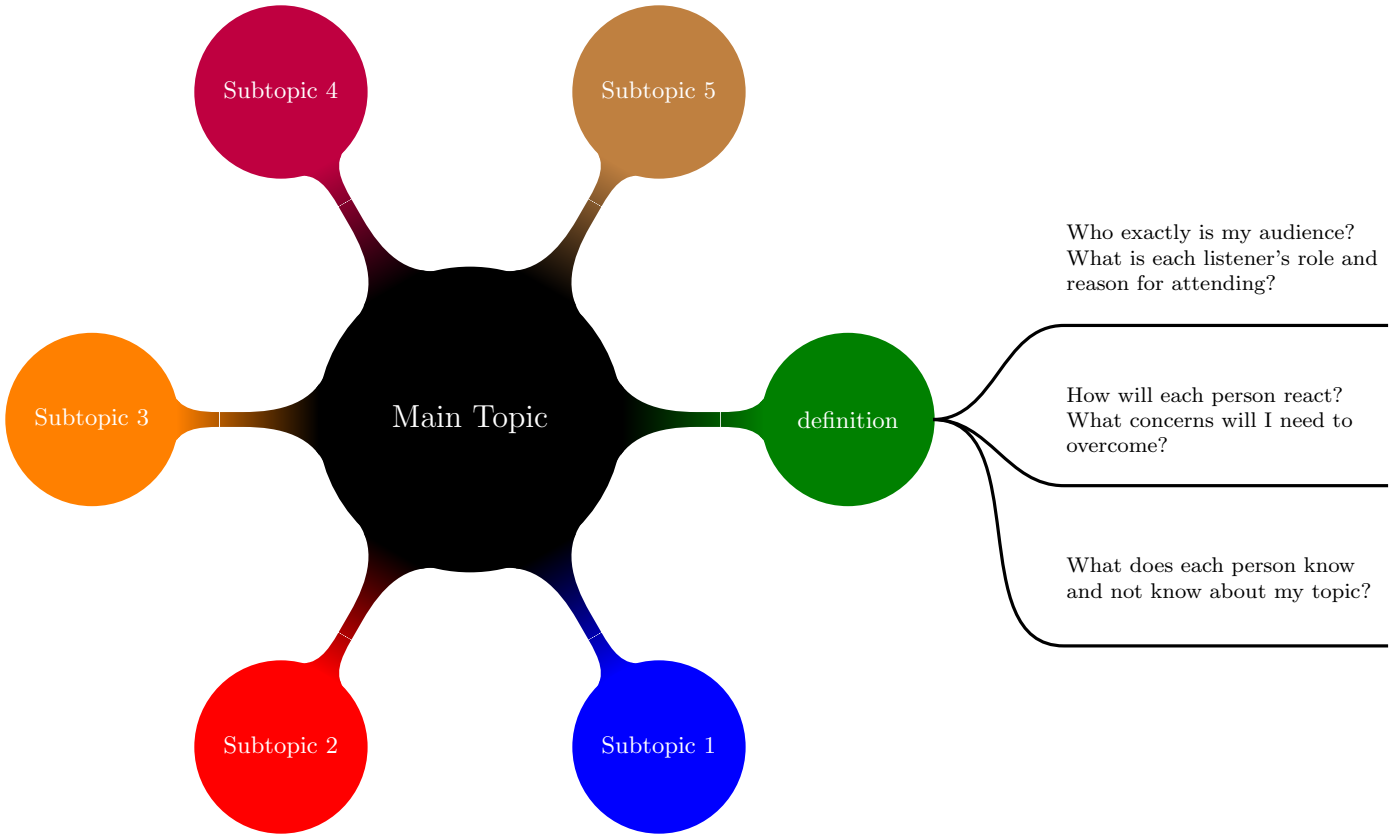 Subtopic 4
Subtopic 5
Who exactly is my audience?
What is each listener's role and
reason for attending?
Subtopic 3
Main Topic
definition
How will each person react?
What concerns will I need to
overcome?
What does each person know
and not know about my topic?
Subtopic 2
Subtopic 1